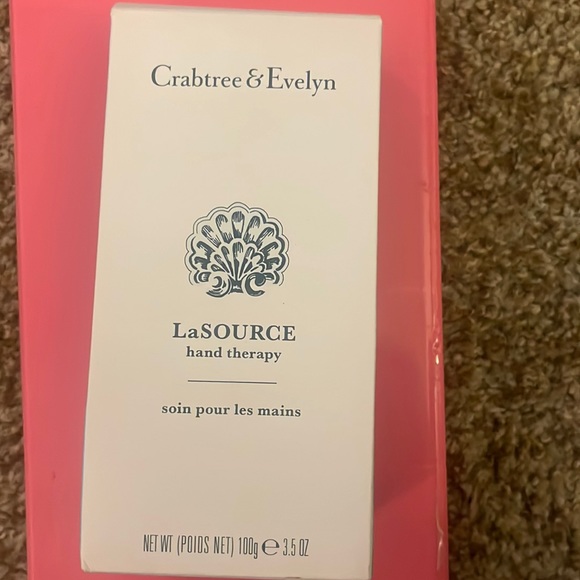 Crabtree & Evelyn
LaSOURCE
hand therapy
soin pour les mains
NET WT (POIDS NET) 100g ℮ 3.5 OZ